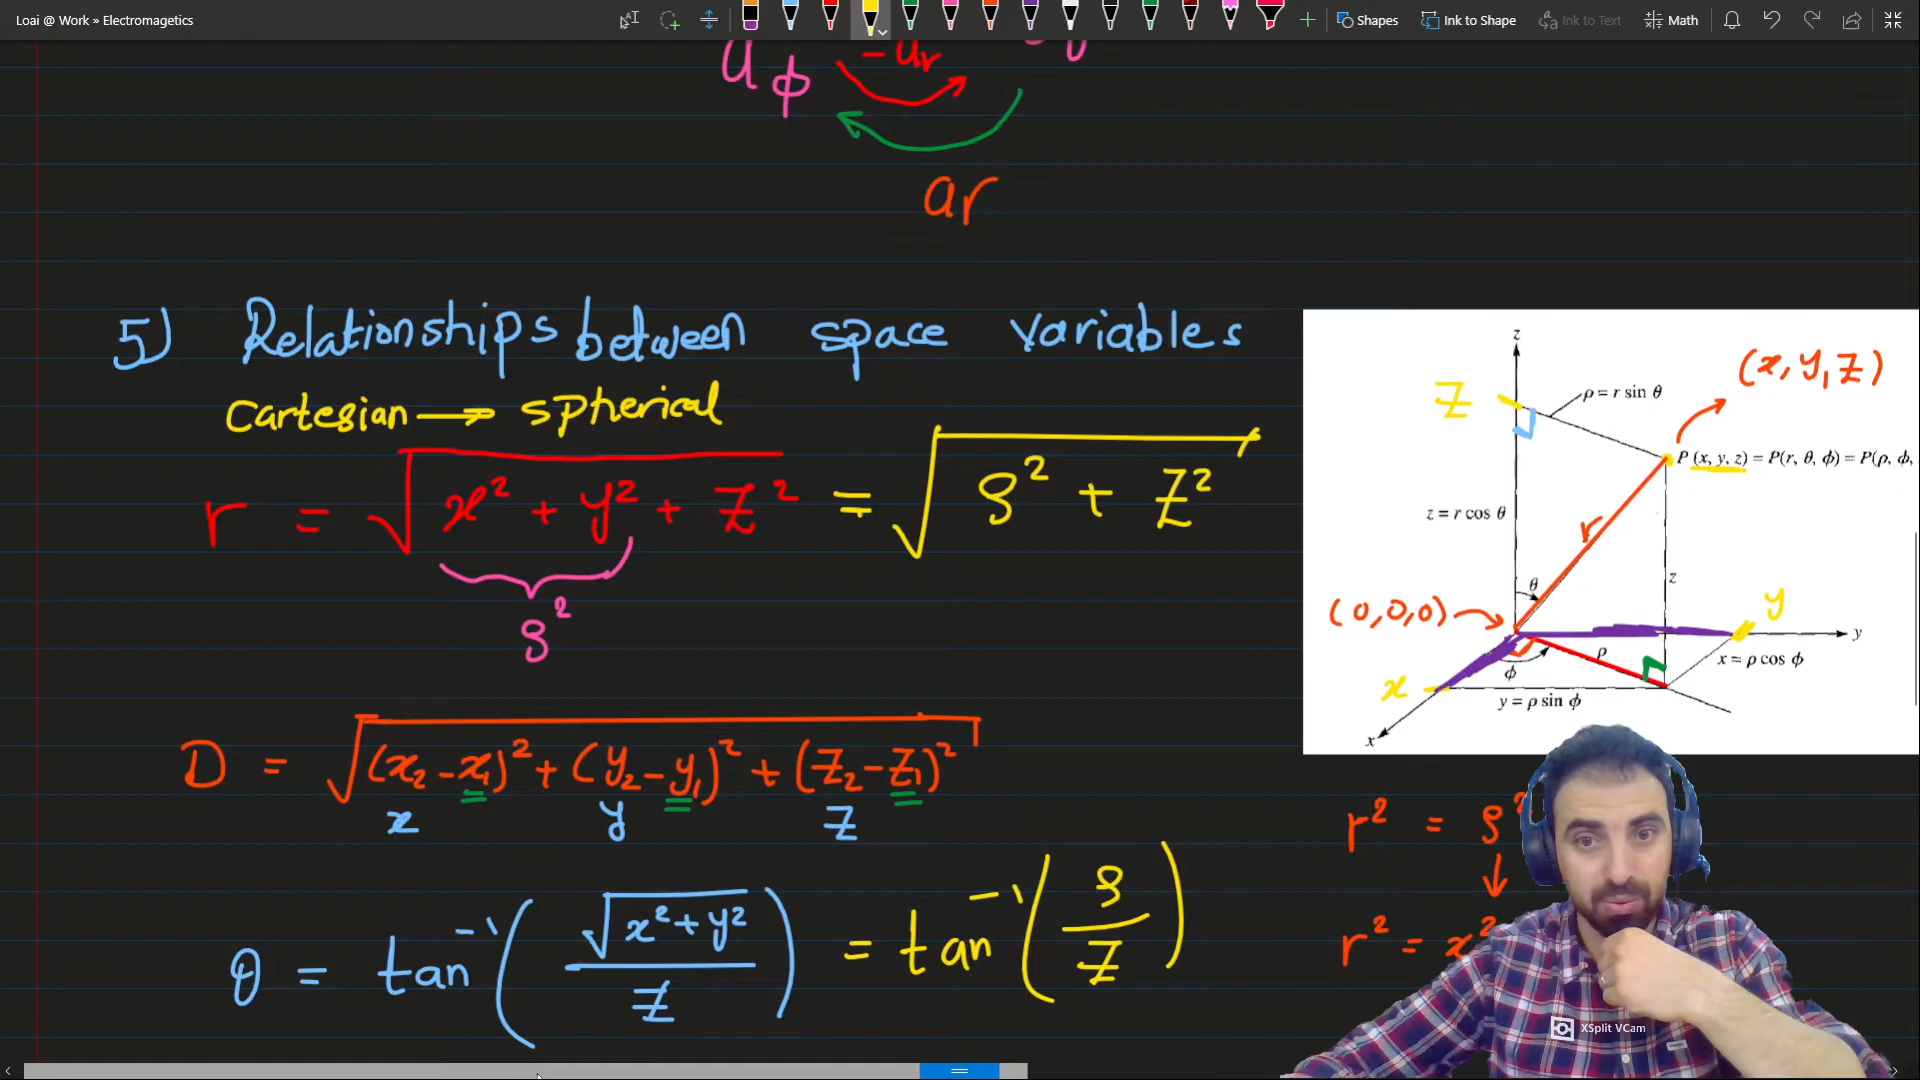 Loai @ Work » Electromagetics
Shapes Ink to Shape Ink to Text Math
aϕ -ar
ar
5) Relationships between space variables
Cartesian → spherical
r = √(x² + y² + z²) = √(ρ² + z²)
ρ²
D = √((x₂ - x₁)² + (y₂ - y₁)² + (z₂ - z₁)²)
x y z
θ = tan⁻¹(√(x² + y²) / z) = tan⁻¹(ρ / z)
z
(x, y, z)
Z
ρ = r sin θ
P (x, y, z) = P(r, θ, ϕ) = P(ρ, ϕ,
z = r cos θ
r
θ
z
(0,0,0)
y
y
ρ
x = ρ cos ϕ
ϕ
x
y = ρ sin ϕ
x
r² = ρ²
r² = x²
XSplit VCam